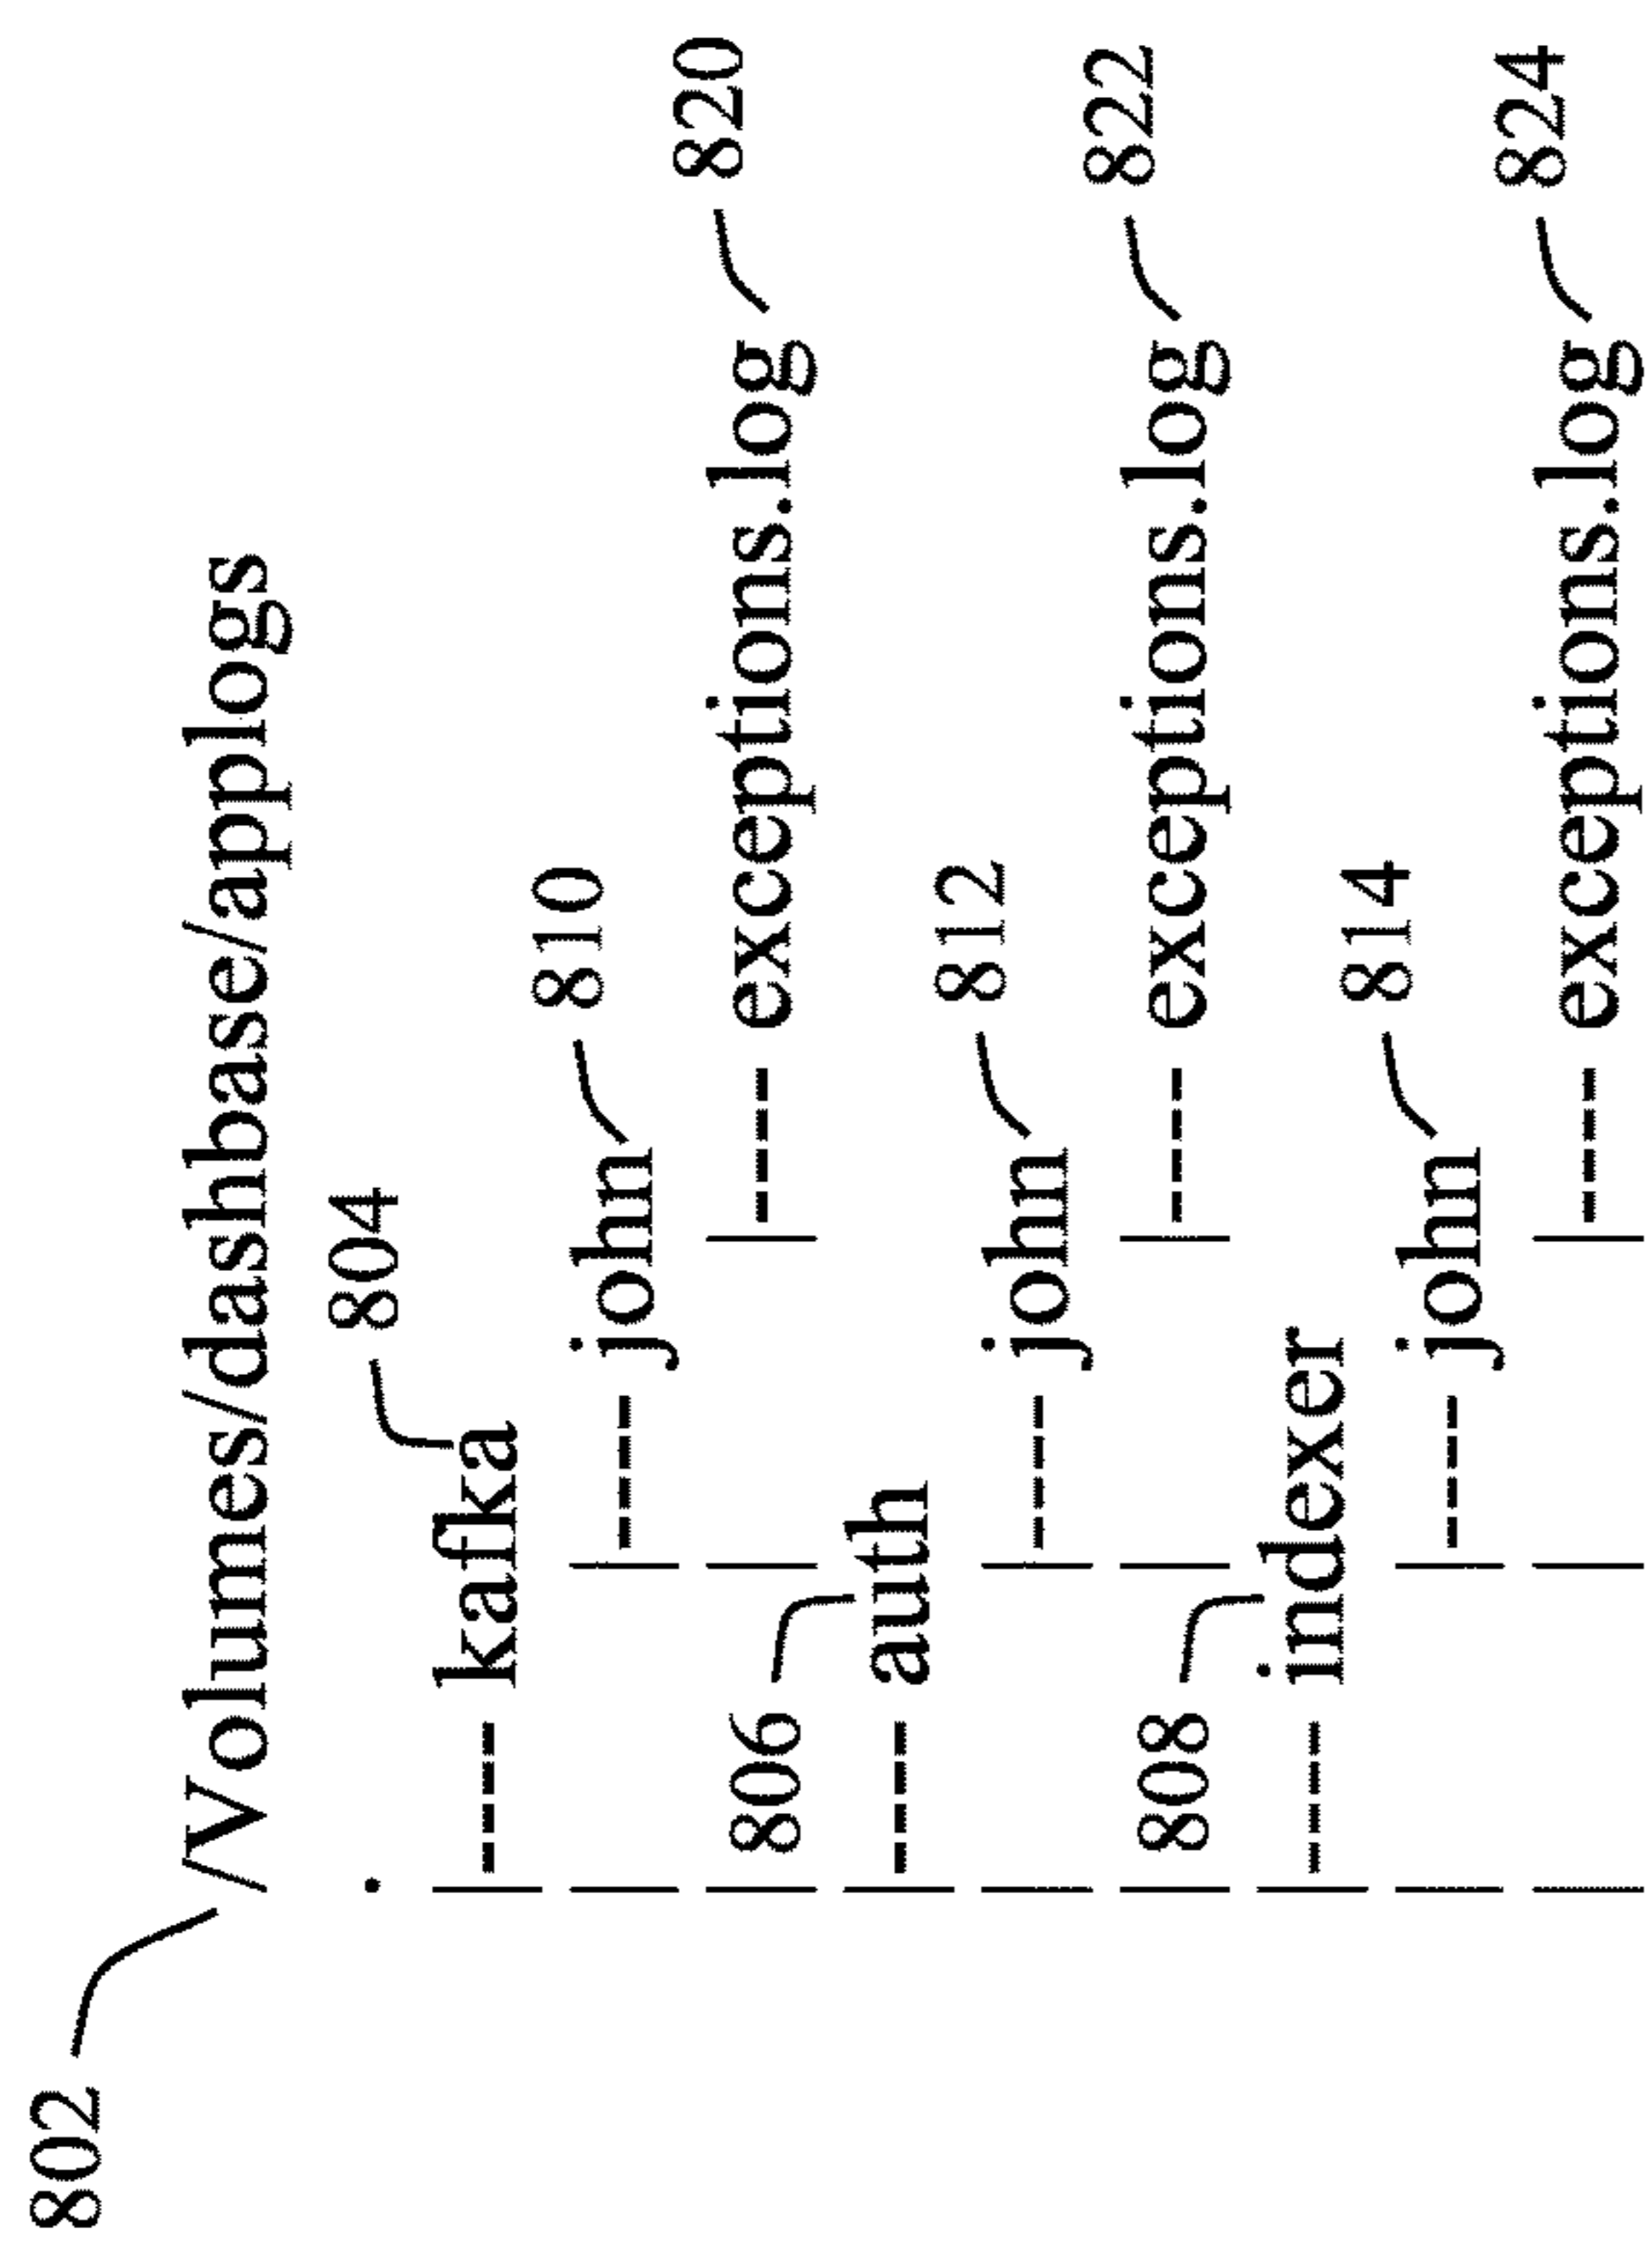 802
/Volumes/dashbase/applogs
. 804
|---- kafka 810
| |---- john 820
| | |---- exceptions.log
806
|---- auth 812
| |---- john 822
| | |---- exceptions.log
808
|---- indexer 814
| |---- john 824
| | |---- exceptions.log